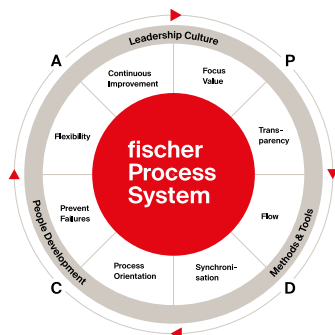 Leadership Culture
A
P
Continuous
Improvement
Focus
Value
Flexibility
Trans-
parency
fischer
Process
System
Prevent
Failures
Flow
Process
Orientation
Synchroni-
sation
People Development
Methods & Tools
C
D